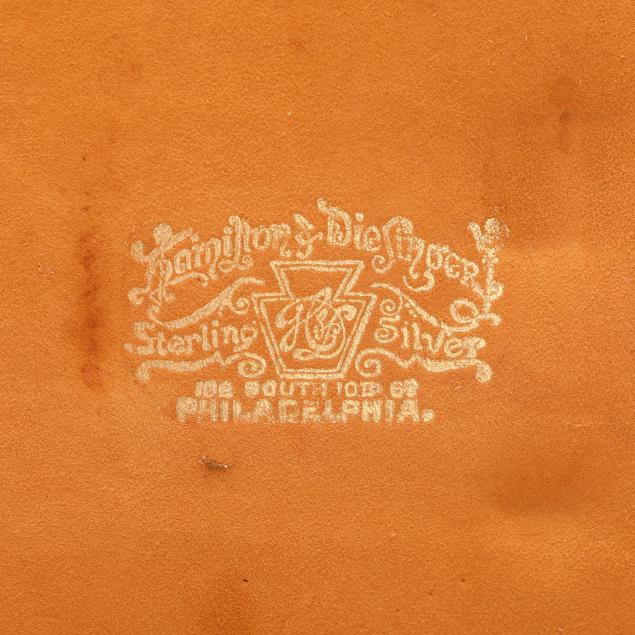 Hamilton & Diesinger
Sterling Silver
SOUTH
PHILADELPHIA.